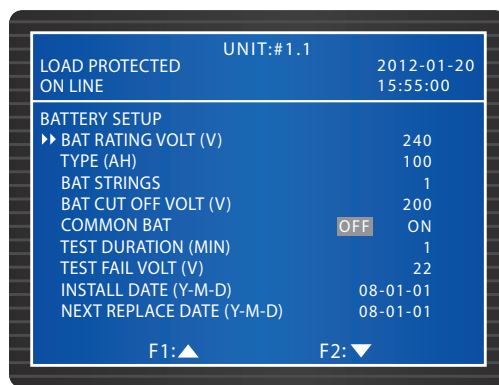 UNIT:#1.1
LOAD PROTECTED 2012-01-20
ON LINE 15:55:00
BATTERY SETUP
BAT RATING VOLT (V) 240
TYPE (AH) 100
BAT STRINGS 1
BAT CUT OFF VOLT (V) 200
COMMON BAT OFF ON
TEST DURATION (MIN) 1
TEST FAIL VOLT (V) 22
INSTALL DATE (Y-M-D) 08-01-01
NEXT REPLACE DATE (Y-M-D) 08-01-01
F1:▲ F2:▼